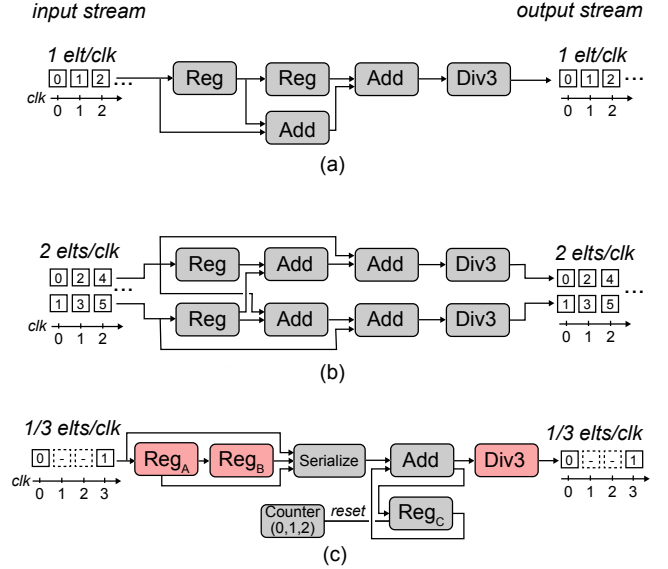 input stream output stream
1 elt/clk 1 elt/clk
0 1 2 ... Reg Reg Add Div3 0 1 2 ...
clk 0 1 2 Add clk 0 1 2
(a)
2 elts/clk 2 elts/clk
0 2 4 Reg Add Add Div3 0 2 4
... ...
1 3 5 Reg Add Add Div3 1 3 5
clk 0 1 2 clk 0 1 2
(b)
1/3 elts/clk 1/3 elts/clk
0 - - 1 RegA RegB Serialize Add Div3 0 - - 1
clk 0 1 2 3 clk 0 1 2 3
Counter reset RegC
(0,1,2)
(c)